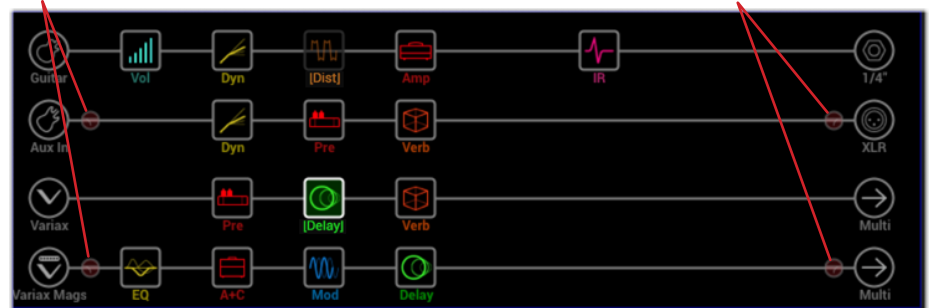 Guitar Vol Dyn |Dist| Amp IR 1/4"
Aux In Dyn Pre Verb XLR
Variax Pre |Delay| Verb Multi
Variax Mags EQ A+C Mod Delay Multi